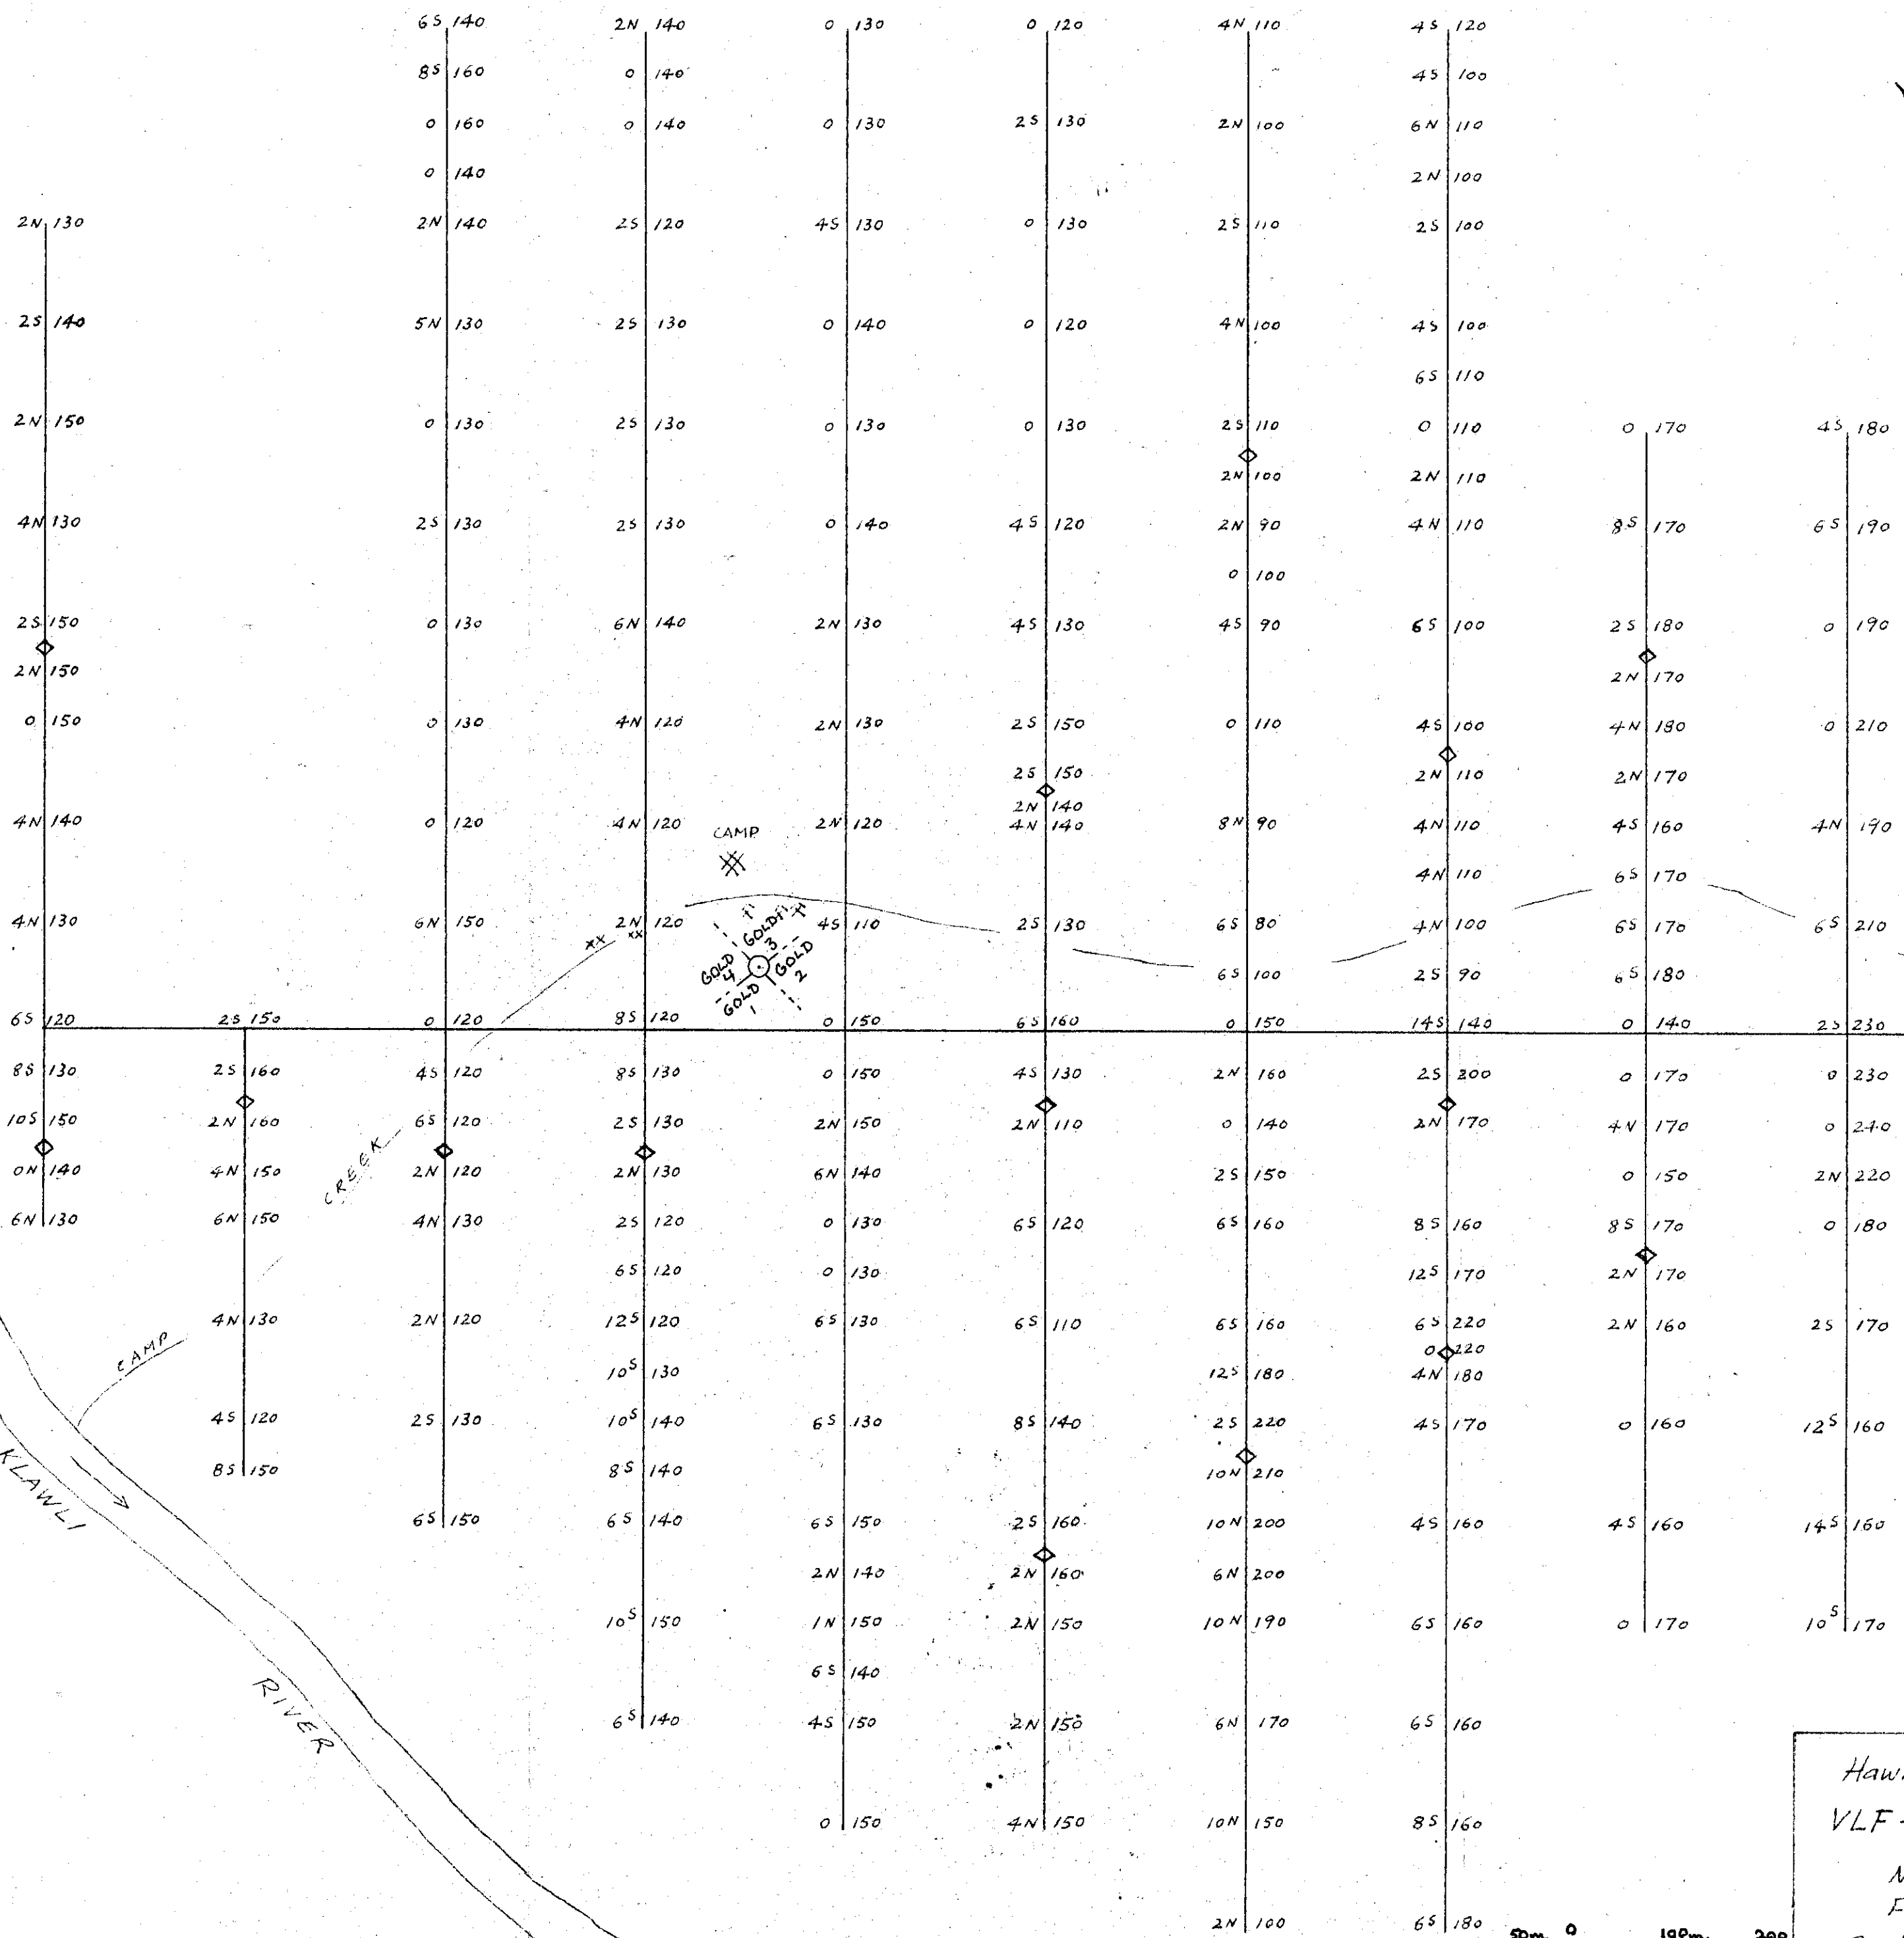 6S 140 2N 140 0 130 0 120 4N 110 4S 120
8S 160 0 140 4S 100
0 160 0 140 0 130 2S 130 2N 100 6N 110
0 140 2N 100
2N 130 2N 140 2S 120 4S 130 0 130 2S 110 2S 100
2S 140 5N 130 2S 130 0 140 0 120 4N 100 4S 100
6S 110
2N 150 0 130 2S 130 0 130 0 130 2S 110 0 110 0 170 4S 180
2N 100 2N 110
4N 130 2S 130 2S 130 0 140 4S 120 2N 90 4N 110 8S 170 6S 190
0 100
2S 150 0 130 6N 140 2N 130 4S 130 4S 90 6S 100 2S 180 0 190
2N 150 2N 170
0 150 0 130 4N 120 2N 130 2S 150 0 110 4S 100 4N 180 0 210
2S 150 2N 110 2N 170
2N 140
4N 140 0 120 4N 120 CAMP 2N 120 4N 140 8N 90 4N 110 4S 160 4N 190
4N 110 6S 170
4N 130 6N 150 2N 120 4S 110 2S 130 6S 80 4N 100 6S 170 6S 210
GOLD 3
GOLD 4
GOLD 2
GOLD 1
6S 100 2S 90 6S 180
6S 120 2S 150 0 120 8S 120 0 150 6S 160 0 150 14S 140 0 140 2S 230
8S 130 2S 160 4S 120 8S 130 0 150 4S 130 2N 160 2S 200 0 170 0 230
10S 150 2N 160 6S 120 2S 130 2N 150 2N 110 0 140 2N 170 4N 170 0 240
0N 140 4N 150 CREEK 2N 120 2N 130 6N 140 2S 150 0 150 2N 220
6N 130 6N 150 4N 130 2S 120 0 130 6S 120 6S 160 8S 160 8S 170 0 180
6S 120 0 130 12S 170 2N 170
CAMP 4N 130 2N 120 12S 120 6S 130 6S 110 6S 160 6S 220 2N 160 2S 170
0 220
10S 130 12S 180 4N 180
4S 120 2S 130 10S 140 6S 130 8S 140 2S 220 4S 170 0 160 12S 160
8S 150 8S 140 10N 210
KLAWLI
6S 150 6S 140 6S 150 2S 160 10N 200 4S 160 4S 160 14S 160
2N 140 2N 160 6N 200
10S 150 1N 150 2N 150 10N 190 6S 160 0 170 10S 170
6S 140
RIVER
6S 140 4S 150 2N 150 6N 170 6S 160
Haw
0 150 4N 150 10N 150 8S 160
VLF -
2N 100 6S 180
50m. 0 100m. 200